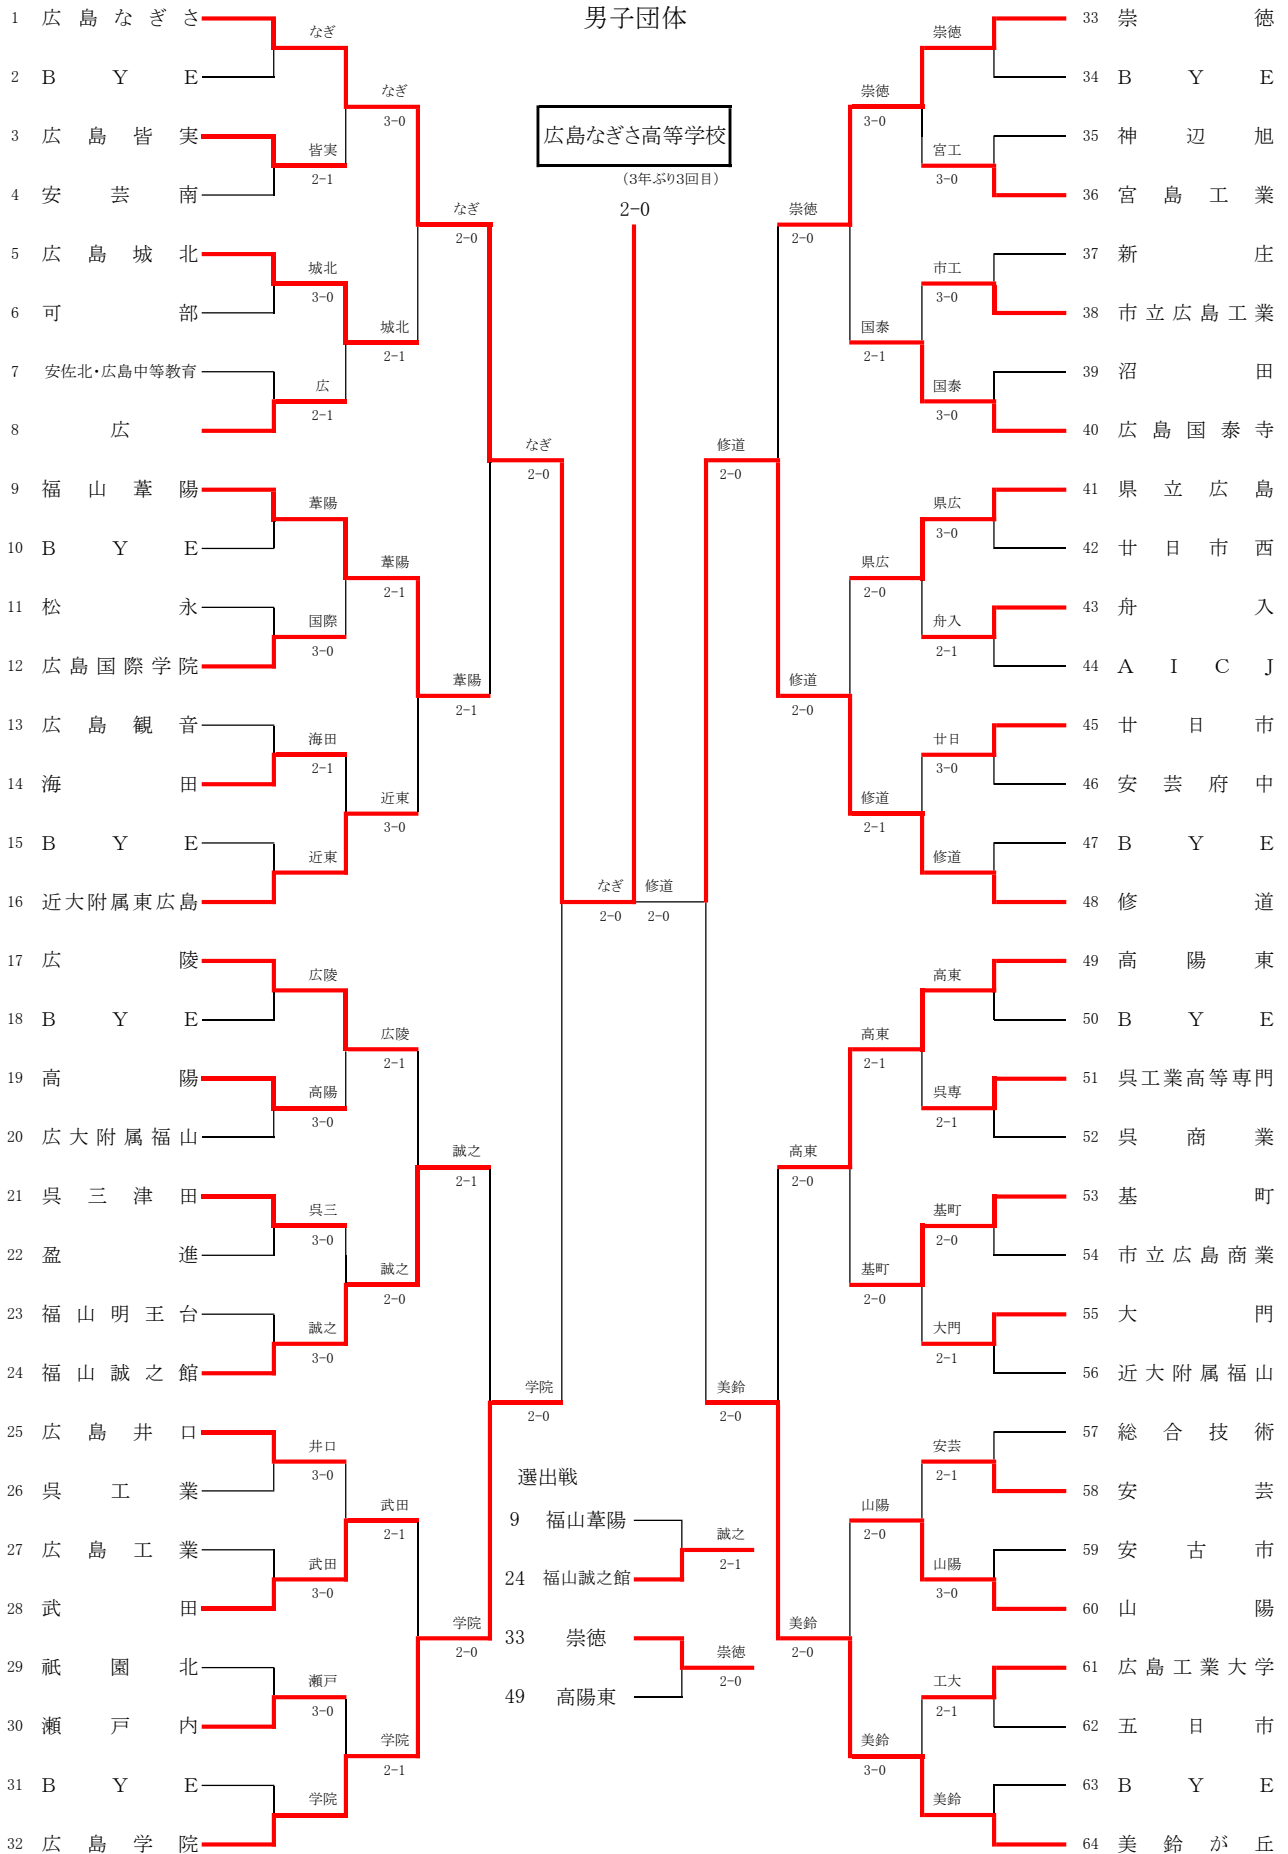 男子団体
広島なぎさ高等学校
(3年ぶり3回目)
2-0
1 広島なぎさ
2 BYE
3 広島皆実
4 安芸南
5 広島城北
6 可部
7 安佐北・広島中等教育
8 広
9 福山葦陽
10 BYE
11 松永
12 広島国際学院
13 広島観音
14 海田
15 BYE
16 近大附属東広島
17 広陵
18 BYE
19 高陽
20 広大附属福山
21 呉三津田
22 盈進
23 福山明王台
24 福山誠之館
25 広島井口
26 呉工業
27 広島工業
28 武田
29 祇園北
30 瀬戸内
31 BYE
32 広島学院
なぎ
皆実
2-1
城北
3-0
広
2-1
葦陽
国際
3-0
海田
2-1
近東
広陵
高陽
3-0
呉三
3-0
誠之
3-0
井口
3-0
武田
3-0
瀬戸
3-0
学院
なぎ
3-0
城北
2-1
葦陽
2-1
近東
3-0
広陵
2-1
誠之
2-0
武田
2-1
学院
2-1
なぎ
2-0
葦陽
2-1
誠之
2-1
学院
2-0
なぎ
2-0
学院
2-0
なぎ
2-0
修道
2-0
修道
2-0
美鈴
2-0
崇徳
2-0
修道
2-0
高東
2-0
美鈴
2-0
崇徳
3-0
国泰
2-1
県広
2-0
修道
2-1
高東
2-1
基町
2-0
山陽
2-0
美鈴
3-0
崇徳
宮工
3-0
市工
3-0
国泰
3-0
県広
3-0
舟入
2-1
廿日
3-0
修道
高東
呉専
2-1
基町
2-0
大門
2-1
安芸
2-1
山陽
3-0
工大
2-1
美鈴
33 崇徳
34 BYE
35 神辺旭
36 宮島工業
37 新庄
38 市立広島工業
39 沼田
40 広島国泰寺
41 県立広島
42 廿日市西
43 舟入
44 AICJ
45 廿日市
46 安芸府中
47 BYE
48 修道
49 高陽東
50 BYE
51 呉工業高等専門
52 呉商業
53 基町
54 市立広島商業
55 大門
56 近大附属福山
57 総合技術
58 安芸
59 安古市
60 山陽
61 広島工業大学
62 五日市
63 BYE
64 美鈴が丘
選出戦
9 福山葦陽
24 福山誠之館
誠之
2-1
33 崇徳
49 高陽東
崇徳
2-0